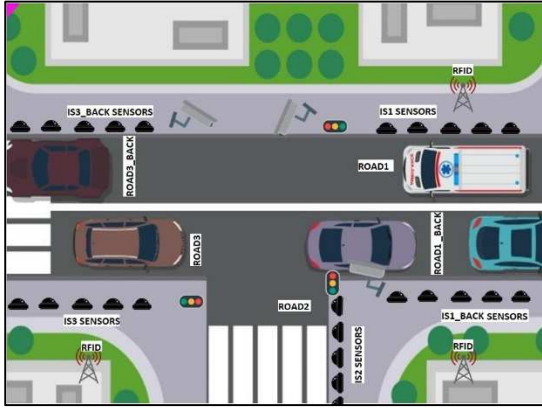 RFID
IS3_BACK SENSORS
IS1 SENSORS
ROAD3_BACK
ROAD1
ROAD3
ROAD1_BACK
ROAD2
IS3 SENSORS
IS2 SENSORS
IS1_BACK SENSORS
RFID
RFID